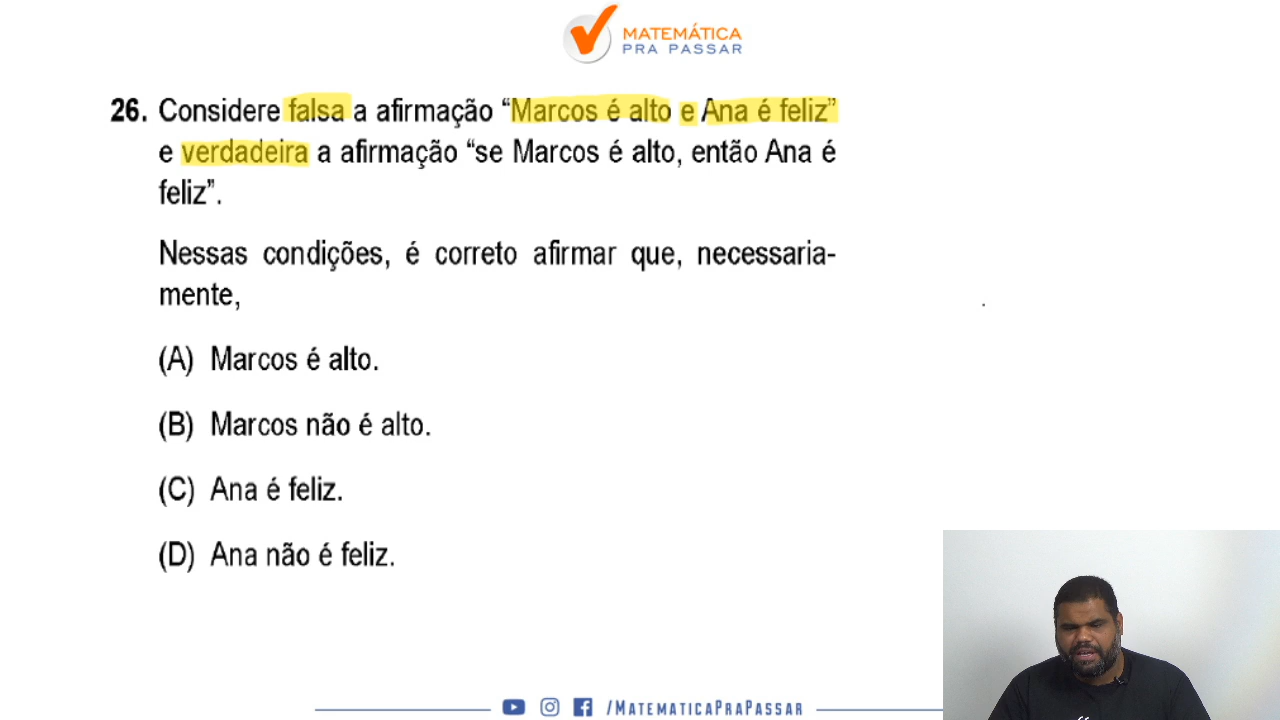 MATEMÁTICA
PRA PASSAR
26. Considere falsa a afirmação “Marcos é alto e Ana é feliz”
e verdadeira a afirmação “se Marcos é alto, então Ana é
feliz”.
Nessas condições, é correto afirmar que, necessaria-
mente,
(A) Marcos é alto.
(B) Marcos não é alto.
(C) Ana é feliz.
(D) Ana não é feliz.
/MATEMATICAPRAPASSAR